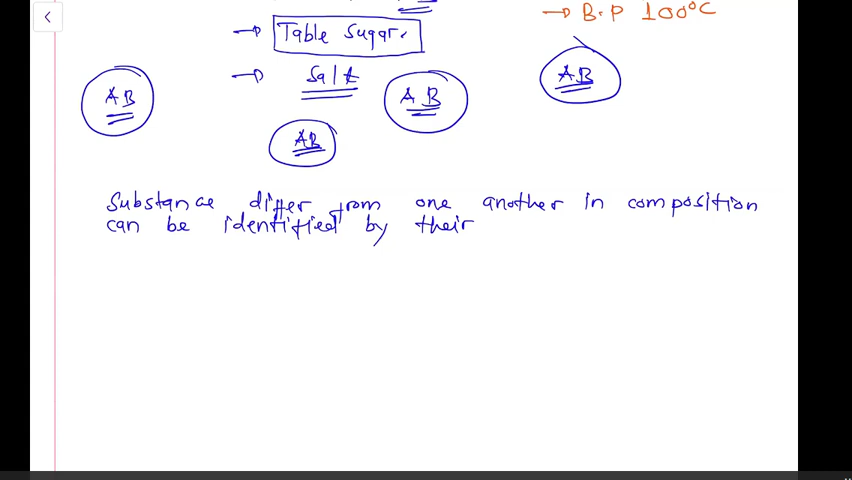 → B.P 100°C
→ Table Sugar.
→ Salt
AB
AB
AB
AB
Substance differ from one another in composition
can be identified by their